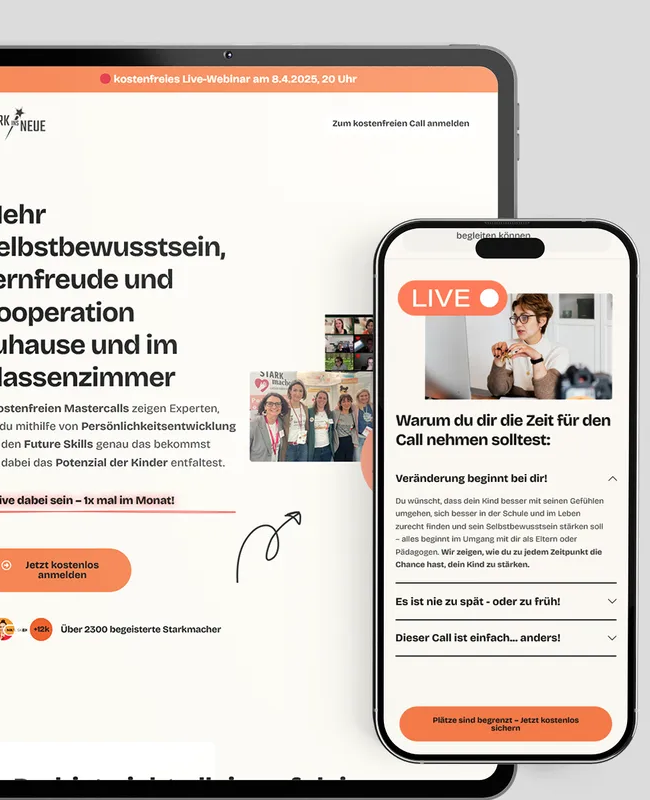 kostenfreies Live-Webinar am 8.4.2025, 20 Uhr
RK INS NEUE
Zum kostenfreien Call anmelden
ehr
elbstbewusstsein,
ernfreude und
ooperation
uhause und im
lassenzimmer
ostenfreien Mastercalls zeigen Experten,
du mithilfe von Persönlichkeitsentwicklung
den Future Skills genau das bekommst
dabei das Potenzial der Kinder entfaltest.
ive dabei sein – 1x mal im Monat!
Jetzt kostenlos
anmelden
+12k
Über 2300 begeisterte Starkmacher
STARK
mache
begleiten können
LIVE
Warum du dir die Zeit für den
Call nehmen solltest:
Veränderung beginnt bei dir!
Du wünscht, dass dein Kind besser mit seinen Gefühlen
umgehen, sich besser in der Schule und im Leben
zurecht finden und sein Selbstbewusstsein stärken soll
– alles beginnt im Umgang mit dir als Eltern oder
Pädagogen. Wir zeigen, wie du zu jedem Zeitpunkt die
Chance hast, dein Kind zu stärken.
Es ist nie zu spät - oder zu früh!
Dieser Call ist einfach... anders!
Plätze sind begrenzt – Jetzt kostenlos
sichern